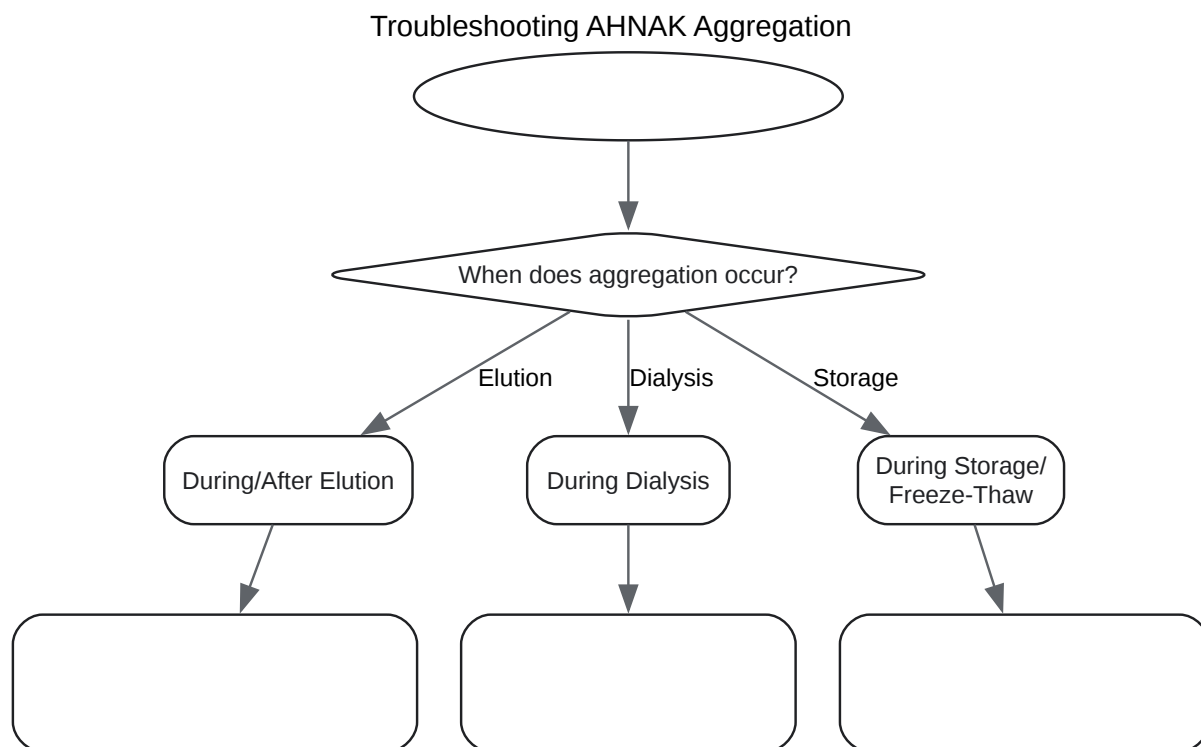 Troubleshooting AHNAK Aggregation
When does aggregation occur?
Elution
Dialysis
Storage
During/After Elution
During Dialysis
During Storage/
Freeze-Thaw